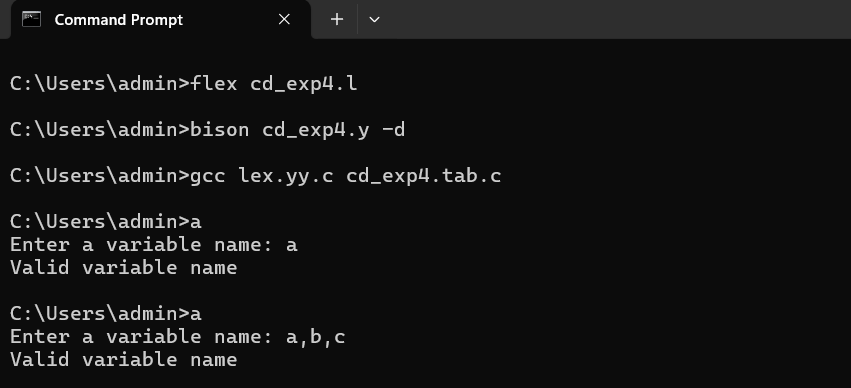 Command Prompt
C:\Users\admin>flex cd_exp4.l
C:\Users\admin>bison cd_exp4.y -d
C:\Users\admin>gcc lex.yy.c cd_exp4.tab.c
C:\Users\admin>a
Enter a variable name: a
Valid variable name
C:\Users\admin>a
Enter a variable name: a,b,c
Valid variable name